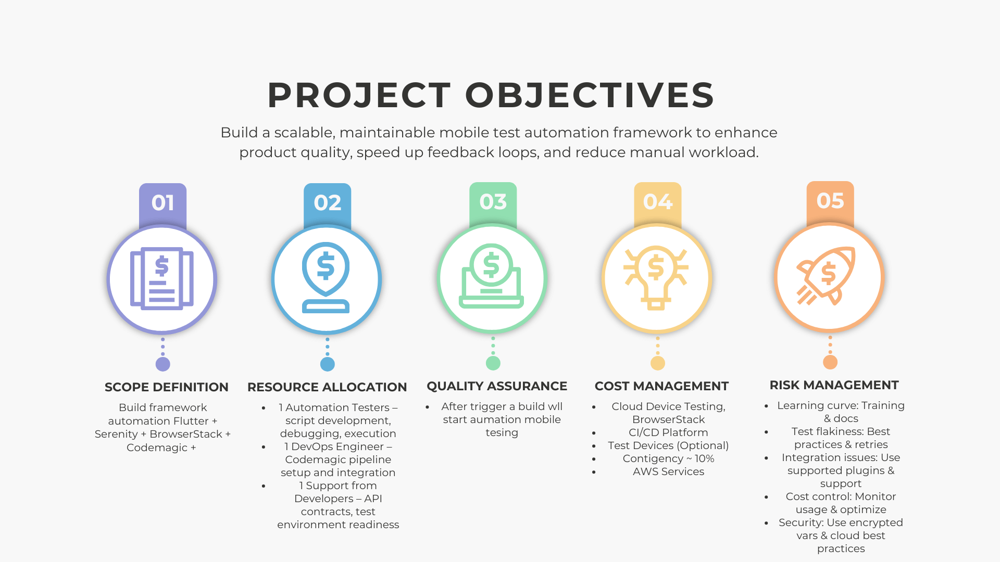 PROJECT OBJECTIVES
Build a scalable, maintainable mobile test automation framework to enhance
product quality, speed up feedback loops, and reduce manual workload.
01
02
03
04
05
$
$
$
$
$
SCOPE DEFINITION
Build framework
automation Flutter +
Serenity + BrowserStack +
Codemagic +
RESOURCE ALLOCATION
• 1 Automation Testers –
script development,
debugging, execution
• 1 DevOps Engineer –
Codemagic pipeline
setup and integration
• 1 Support from
Developers – API
contracts, test
environment readiness
QUALITY ASSURANCE
• After trigger a build wll
start aumation mobile
tesing
COST MANAGEMENT
• Cloud Device Testing,
BrowserStack
• CI/CD Platform
• Test Devices (Optional)
• Contigency ~ 10%
• AWS Services
RISK MANAGEMENT
• Learning curve: Training
& docs
• Test flakiness: Best
practices & retries
• Integration issues: Use
supported plugins &
support
• Cost control: Monitor
usage & optimize
• Security: Use encrypted
vars & cloud best
practices